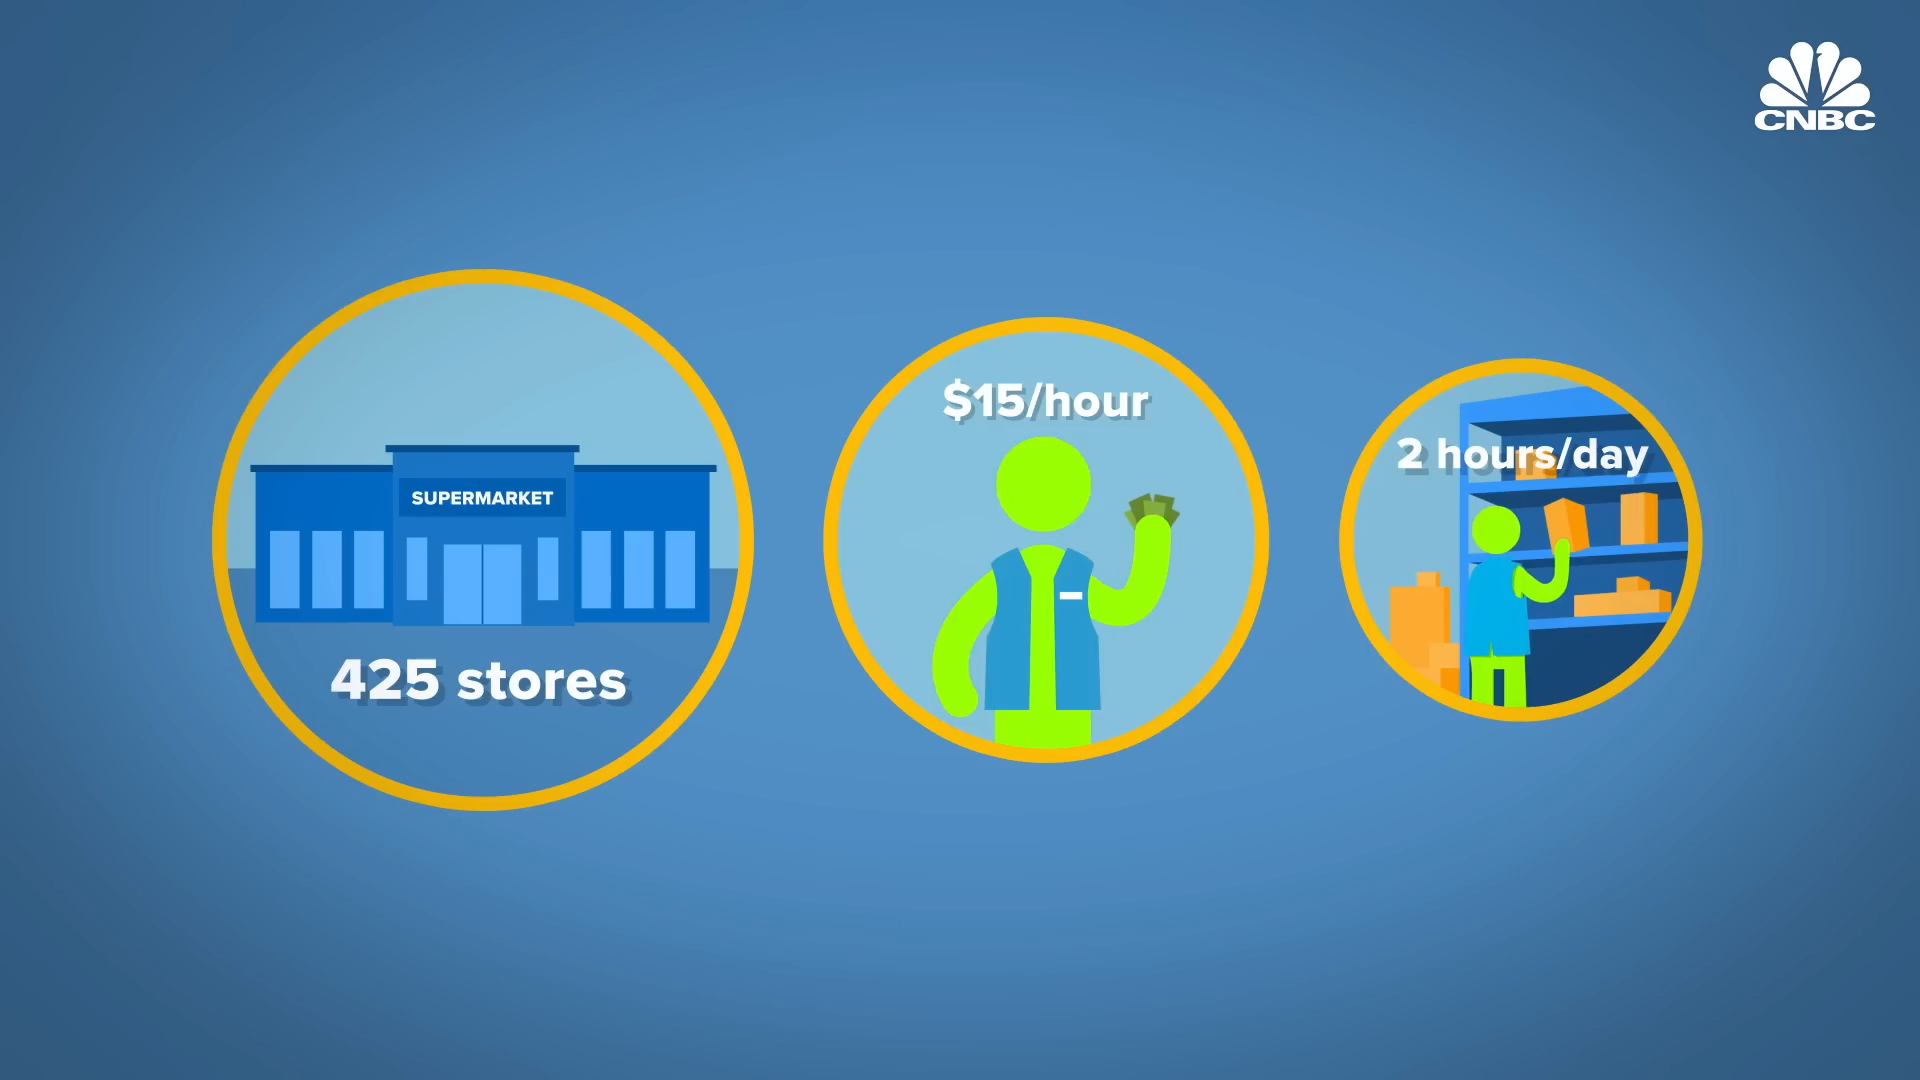 CNBC
SUPERMARKET
425 stores
$15/hour
2 hours/day